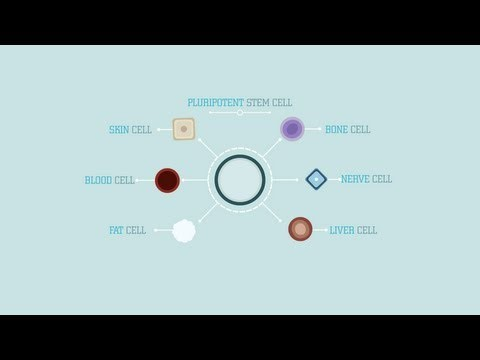 PLURIPOTENT STEM CELL
SKIN CELL
BONE CELL
BLOOD CELL
NERVE CELL
FAT CELL
LIVER CELL